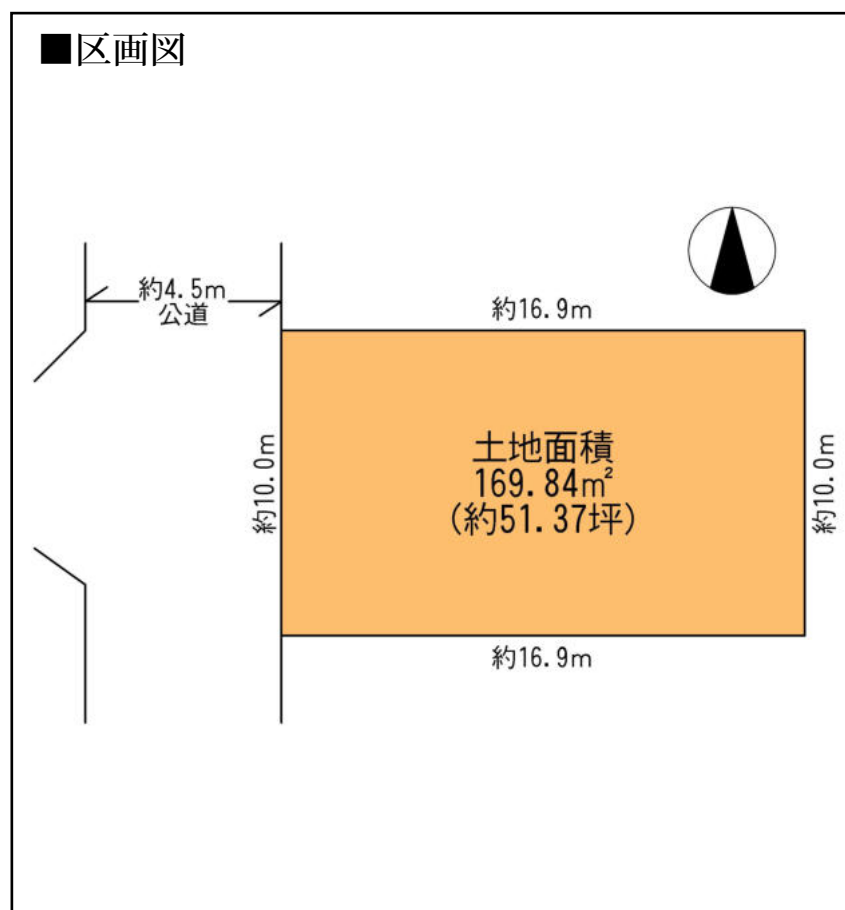 ■区画図
約4.5m
公道
約16.9m
約10.0m
土地面積
169.84㎡
(約51.37坪)
約10.0m
約16.9m